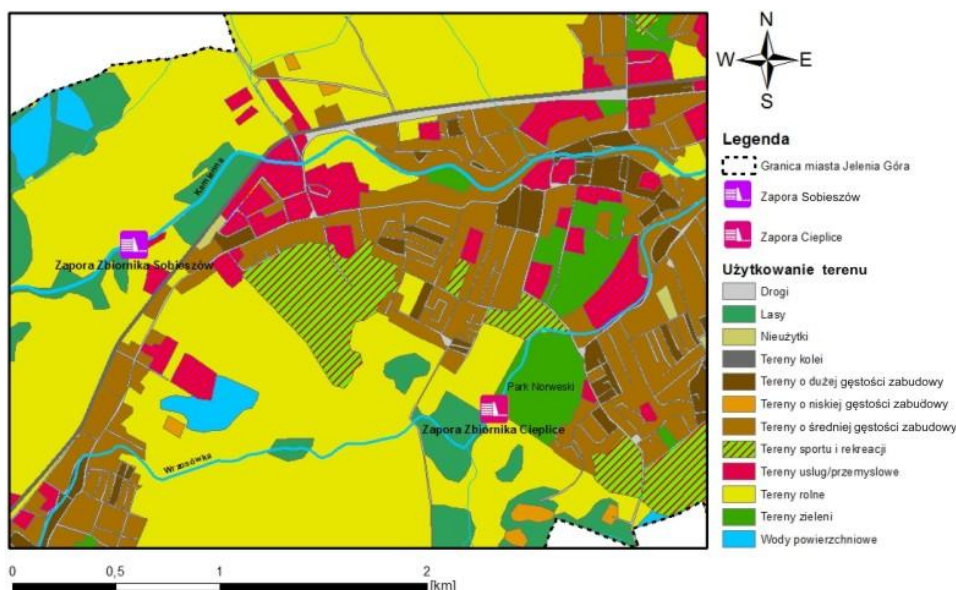 N
W E
S
Legenda
Granica miasta Jelenia Góra
Zapora Sobieszów
Zapora Cieplice
Użytkowanie terenu
Drogi
Lasy
Nieużytki
Tereny kolei
Tereny o dużej gęstości zabudowy
Tereny o niskiej gęstości zabudowy
Tereny o średniej gęstości zabudowy
Tereny sportu i rekreacji
Tereny usług/przemysłowe
Tereny rolne
Tereny zieleni
Wody powierzchniowe
Kamienna
Zapora Zbiornika Sobieszów
Park Norweski
Zapora Zbiornika Cieplice
Wrzosówka
0 0,5 1 2
[km]